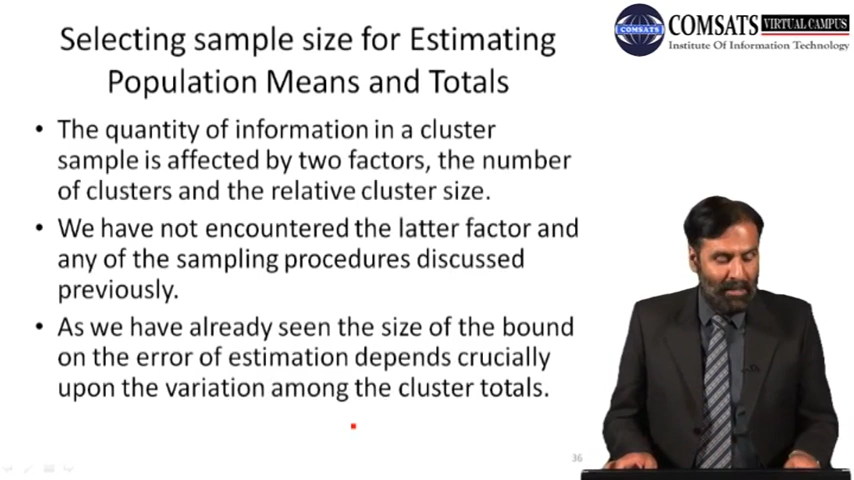 Selecting sample size for Estimating
Population Means and Totals
• The quantity of information in a cluster
sample is affected by two factors, the number
of clusters and the relative cluster size.
• We have not encountered the latter factor and
any of the sampling procedures discussed
previously.
• As we have already seen the size of the bound
on the error of estimation depends crucially
upon the variation among the cluster totals.
36
COMSATS
COMSATS VIRTUAL CAMPUS
Institute Of Information Technology